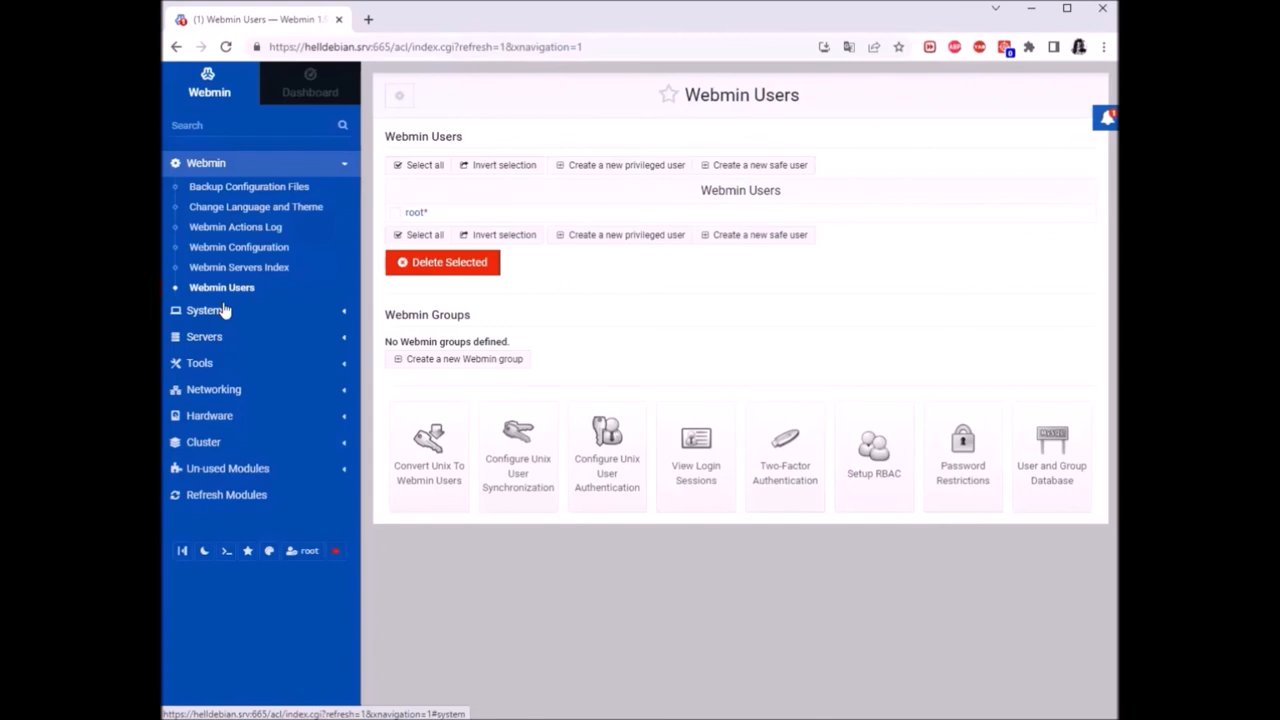 (1) Webmin Users — Webmin 1.
https://helldebian.srv:665/acl/index.cgi?refresh=1&xnavigation=1
Webmin
Dashboard
Search
Webmin
Backup Configuration Files
Change Language and Theme
Webmin Actions Log
Webmin Configuration
Webmin Servers Index
Webmin Users
System
Servers
Tools
Networking
Hardware
Cluster
Un-used Modules
Refresh Modules
root
Webmin Users
Webmin Users
Select all Invert selection Create a new privileged user Create a new safe user
Webmin Users
root*
Select all Invert selection Create a new privileged user Create a new safe user
Delete Selected
Webmin Groups
No Webmin groups defined.
Create a new Webmin group
Convert Unix To
Webmin Users
Configure Unix
User
Synchronization
Configure Unix
User
Authentication
View Login
Sessions
Two-Factor
Authentication
Setup RBAC
Password
Restrictions
MySQL
User and Group
Database
https://helldebian.srv:665/acl/index.cgi?refresh=1&xnavigation=1#system